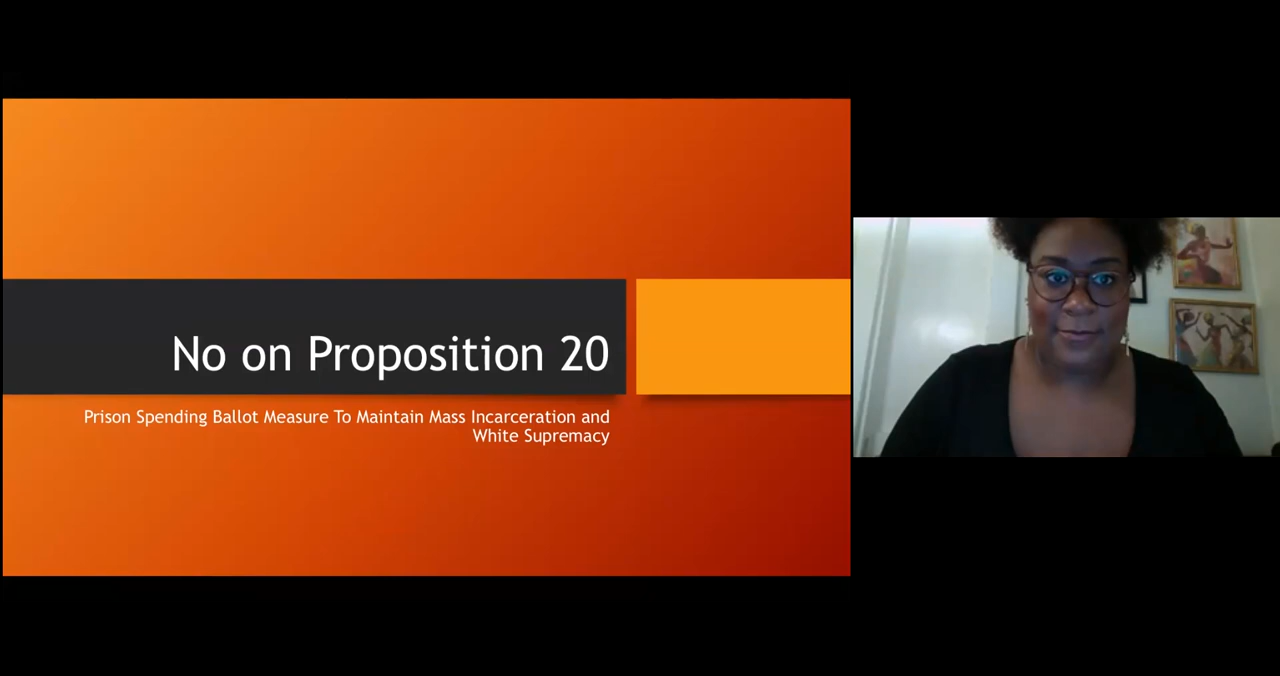 No on Proposition 20
Prison Spending Ballot Measure To Maintain Mass Incarceration and
White Supremacy